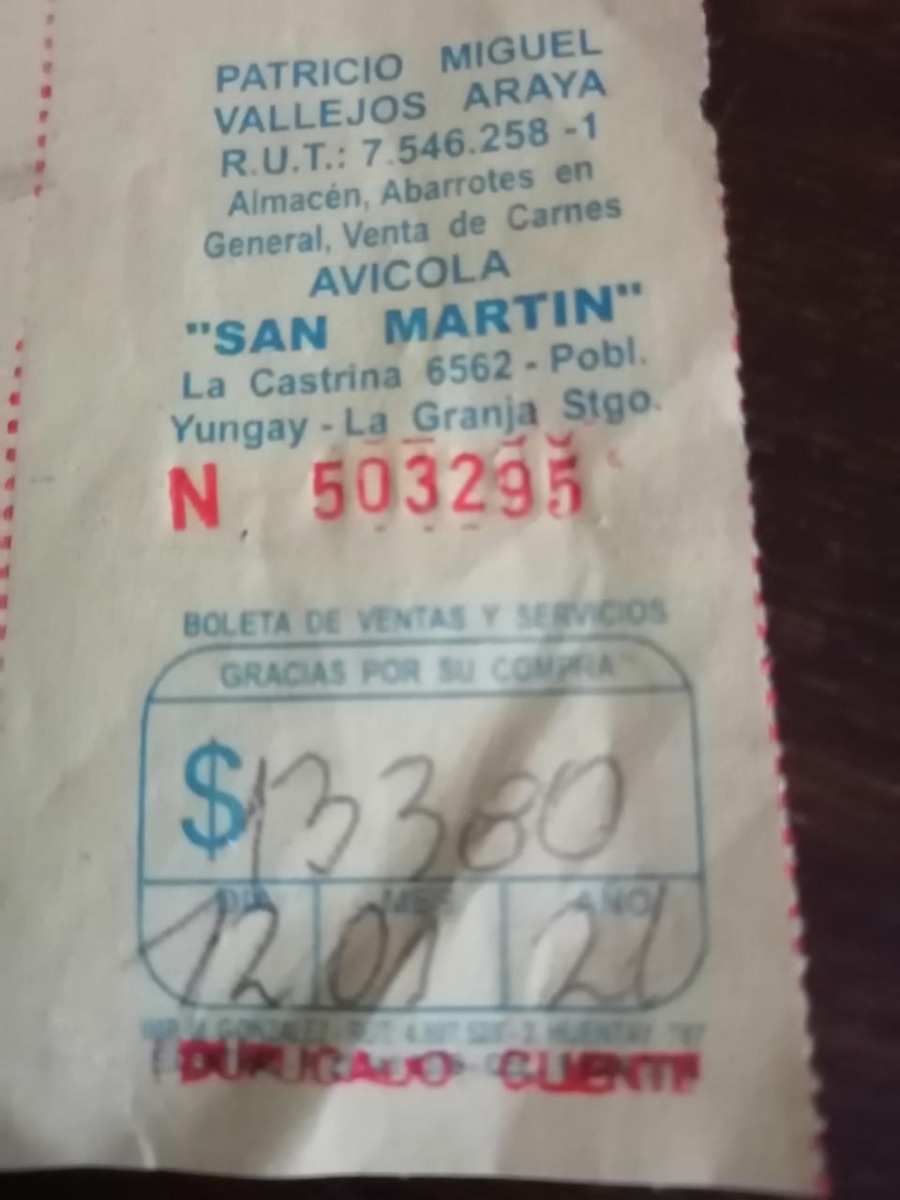 PATRICIO MIGUEL
VALLEJOS ARAYA
R.U.T.: 7.546.258 -1
Almacén, Abarrotes en
General, Venta de Carnes
AVICOLA
"SAN MARTIN"
La Castrina 6562 - Pobl.
Yungay - La Granja Stgo.
N 503295
BOLETA DE VENTAS Y SERVICIOS
GRACIAS POR SU COMPRA
$ 13380
DIA MES AÑO
12 01 21
GONZALEZ
DUPLICADO CLIENTE